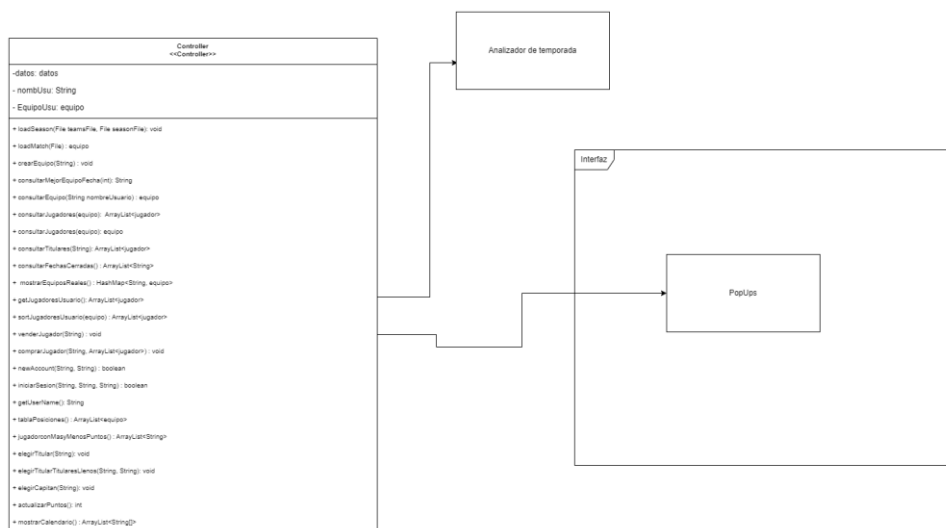 Controller
<<Controller>>
-datos: datos
- nombUsu: String
- EquipoUsu: equipo
+ loadSeason(File teamsFile, File seasonFile): void
+ loadMatch(File) : equipo
+ crearEquipo(String) : void
+ consultarMejorEquipoFecha(int): String
+ consultarEquipo(String nombreUsuario) : equipo
+ consultarJugadores(equipo): ArrayList<jugador>
+ consultarJugadores(equipo): equipo
+ consultarTitulares(String): ArrayList<jugador>
+ consultarFechasCerradas() : ArrayList<String>
+ mostrarEquiposReales() : HashMap<String, equipo>
+ getJugadoresUsuario(): ArrayList<jugador>
+ sortJugadoresUsuario(equipo) : ArrayList<jugador>
+ venderJugador(String) : void
+ comprarJugador(String, ArrayList<jugador>) : void
+ newAccount(String, String) : boolean
+ iniciarSesion(String, String, String) : boolean
+ getUserName(): String
+ tablaPosiciones() : ArrayList<equipo>
+ jugadorconMasyMenosPuntos() : ArrayList<String>
+ elegirTitular(String): void
+ elegirTitularTitularesLlenos(String, String): void
+ elegirCapitan(String): void
+ actualizarPuntos(): int
+ mostrarCalendario() : ArrayList<String[]>
Analizador de temporada
Interfaz
PopUps